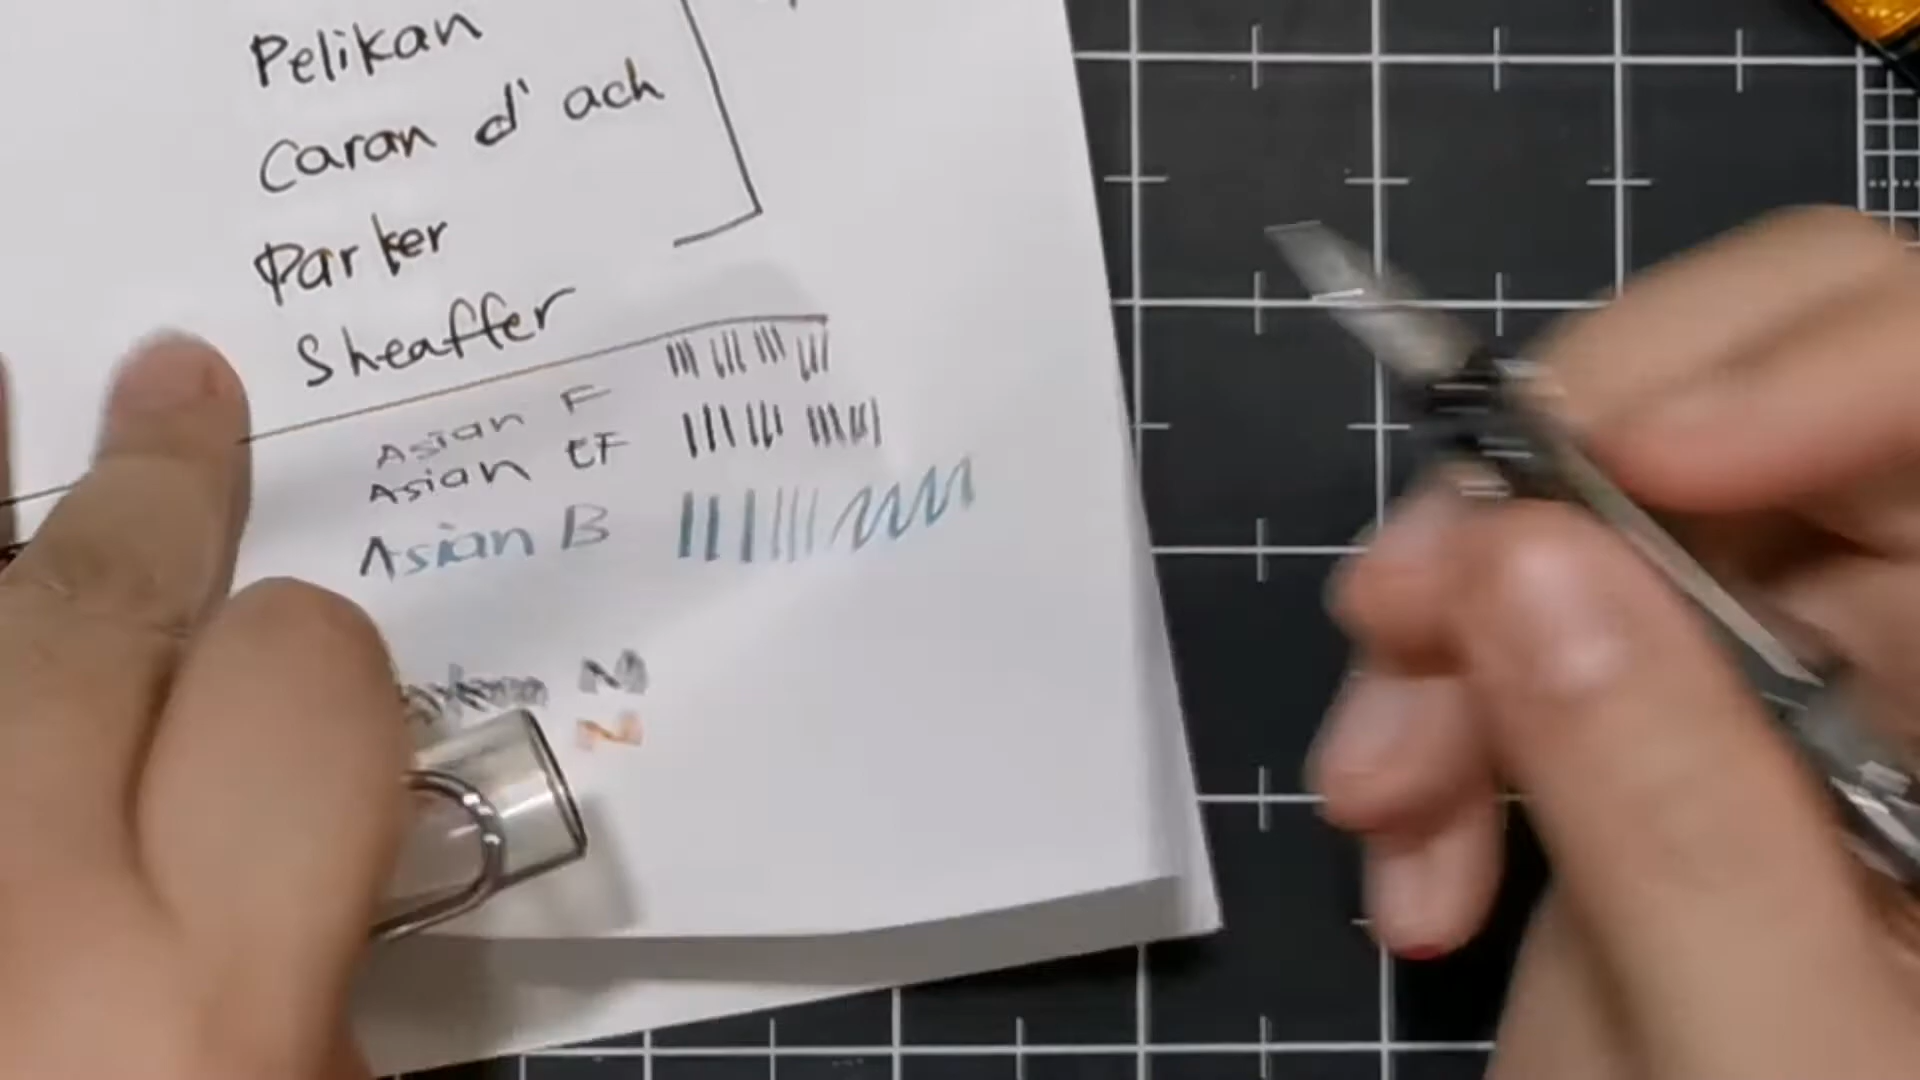 Pelikan
Caran d'ach
Parker
Sheaffer
Asian F
Asian EF
Asian B
M